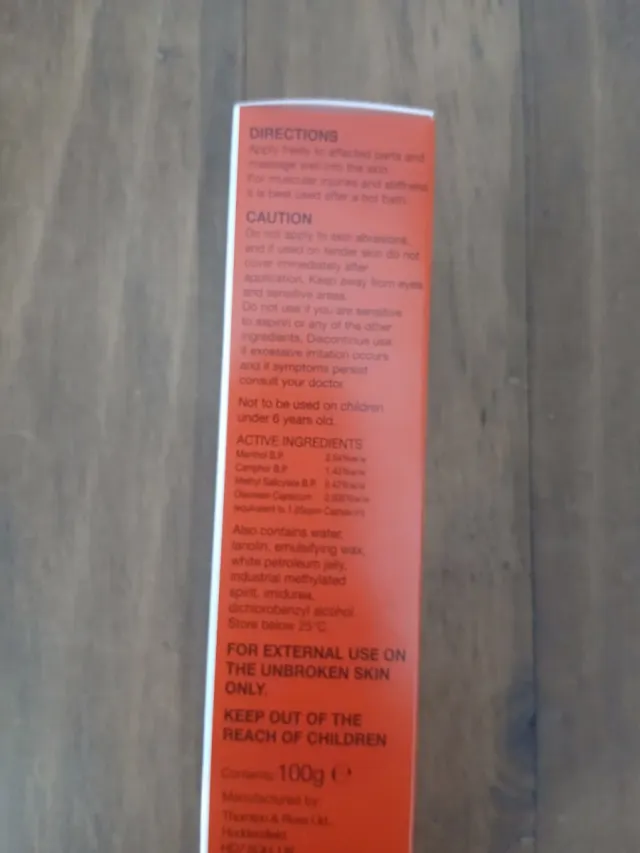 DIRECTIONS
Apply freely to affected parts and
massage well into the skin.
For muscular injuries and stiffness
it is best used after a hot bath.
CAUTION
Do not apply to skin abrasions,
and if used on tender skin do not
cover immediately after
application. Keep away from eyes
and sensitive areas.
Do not use if you are sensitive
to aspirin or any of the other
ingredients. Discontinue use
if excessive irritation occurs
and if symptoms persist
consult your doctor.
Not to be used on children
under 6 years old.
ACTIVE INGREDIENTS
Menthol B.P.
Camphor B.P.
Methyl Salicylate B.P.
Oleoresin Capsicum
equivalent to Capsaicin)
Also contains water,
lanolin, emulsifying wax,
white petroleum jelly,
industrial methylated
spirit, imidurea,
dichlorobenzyl alcohol.
Store below 25°C
FOR EXTERNAL USE ON
THE UNBROKEN SKIN
ONLY.
KEEP OUT OF THE
REACH OF CHILDREN
Contents: 100g e
Manufactured by:
Thornton & Ross Ltd.,
Huddersfield